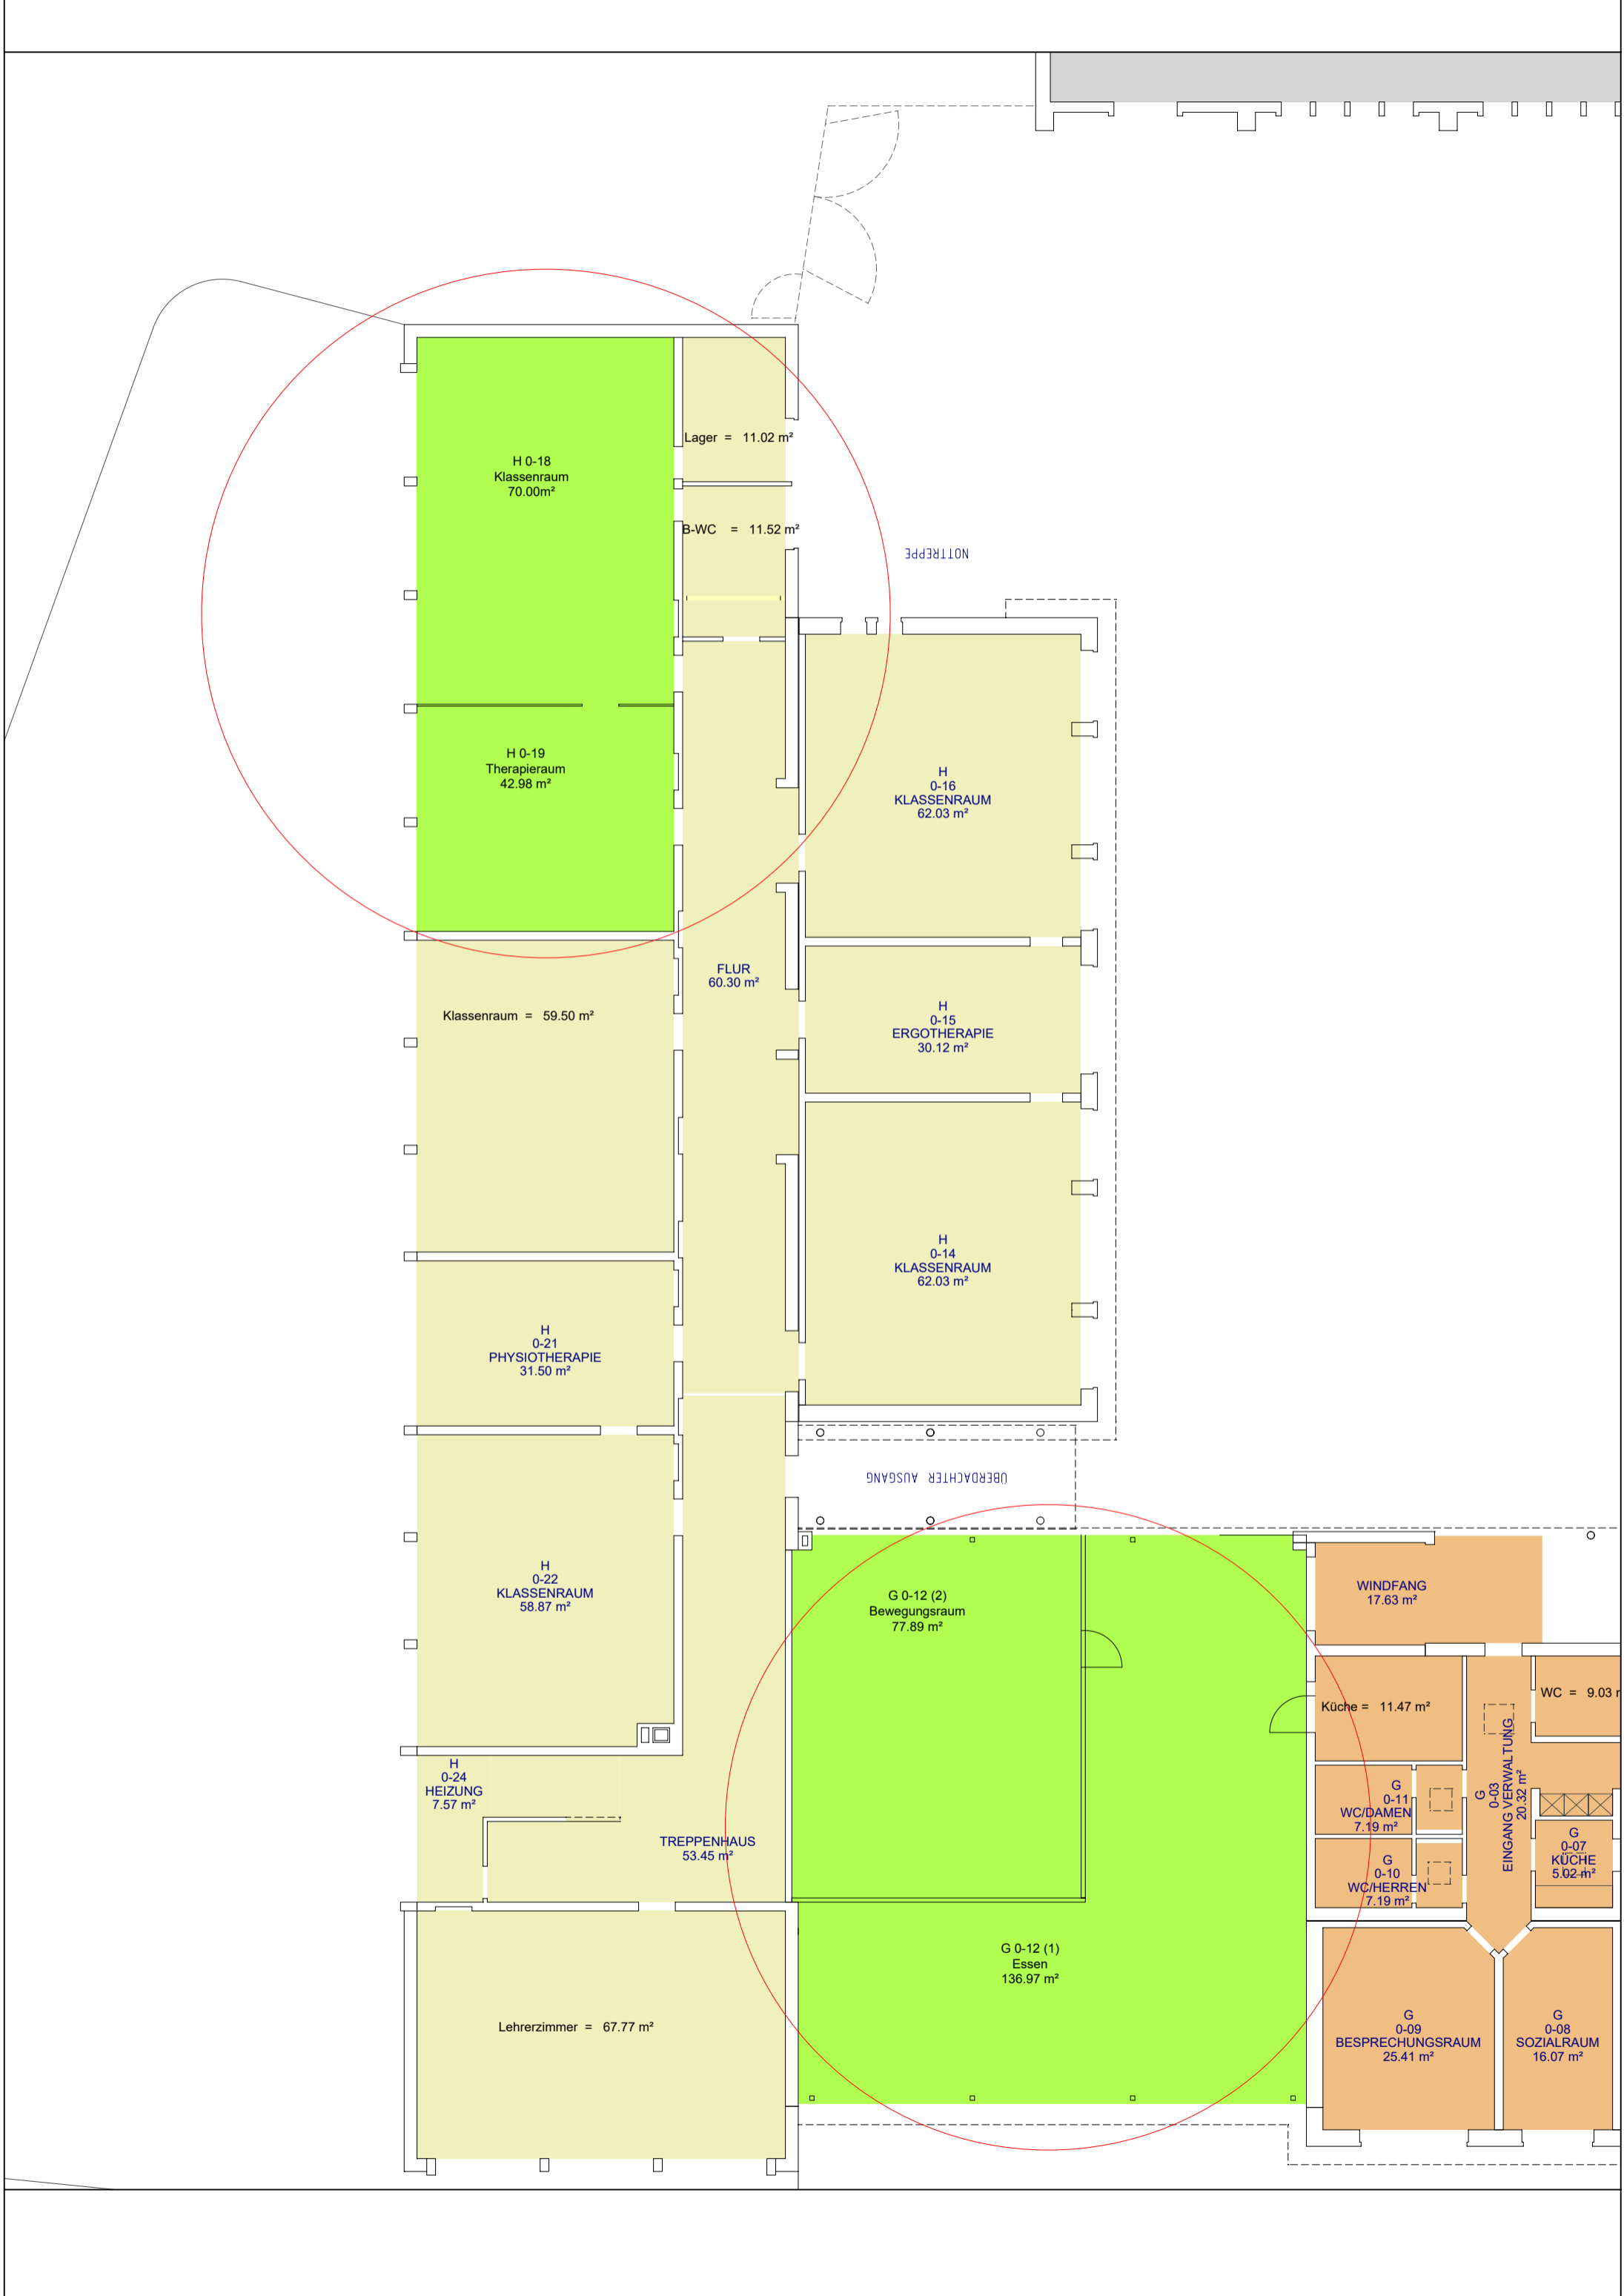 Lager = 11.02 m²
H 0-18
Klassenraum
70.00m²
B-WC = 11.52 m²
NOTTREPPE
H 0-19
Therapieraum
42.98 m²
H
0-16
KLASSENRAUM
62.03 m²
FLUR
60.30 m²
Klassenraum = 59.50 m²
H
0-15
ERGOTHERAPIE
30.12 m²
H
0-14
KLASSENRAUM
62.03 m²
H
0-21
PHYSIOTHERAPIE
31.50 m²
ÜBERDACHTER AUSGANG
H
0-22
KLASSENRAUM
58.87 m²
G 0-12 (2)
Bewegungsraum
77.89 m²
WINDFANG
17.63 m²
Küche = 11.47 m²
WC = 9.03
H
0-24
HEIZUNG
7.57 m²
TREPPENHAUS
53.45 m²
G
0-11
WC/DAMEN
7.19 m²
G
0-03
EINGANG VERWALTUNG
20.32 m²
G
0-07
KÜCHE
5.02 m²
G
0-10
WC/HERREN
7.19 m²
G 0-12 (1)
Essen
136.97 m²
Lehrerzimmer = 67.77 m²
G
0-09
BESPRECHUNGSRAUM
25.41 m²
G
0-08
SOZIALRAUM
16.07 m²